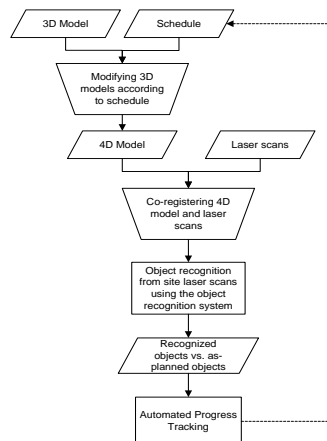 3D Model
Schedule
Modifying 3D
models according
to schedule
4D Model
Laser scans
Co-registering 4D
model and laser
scans
Object recognition
from site laser scans
using the object
recognition system
Recognized
objects vs. as-
planned objects
Automated Progress
Tracking